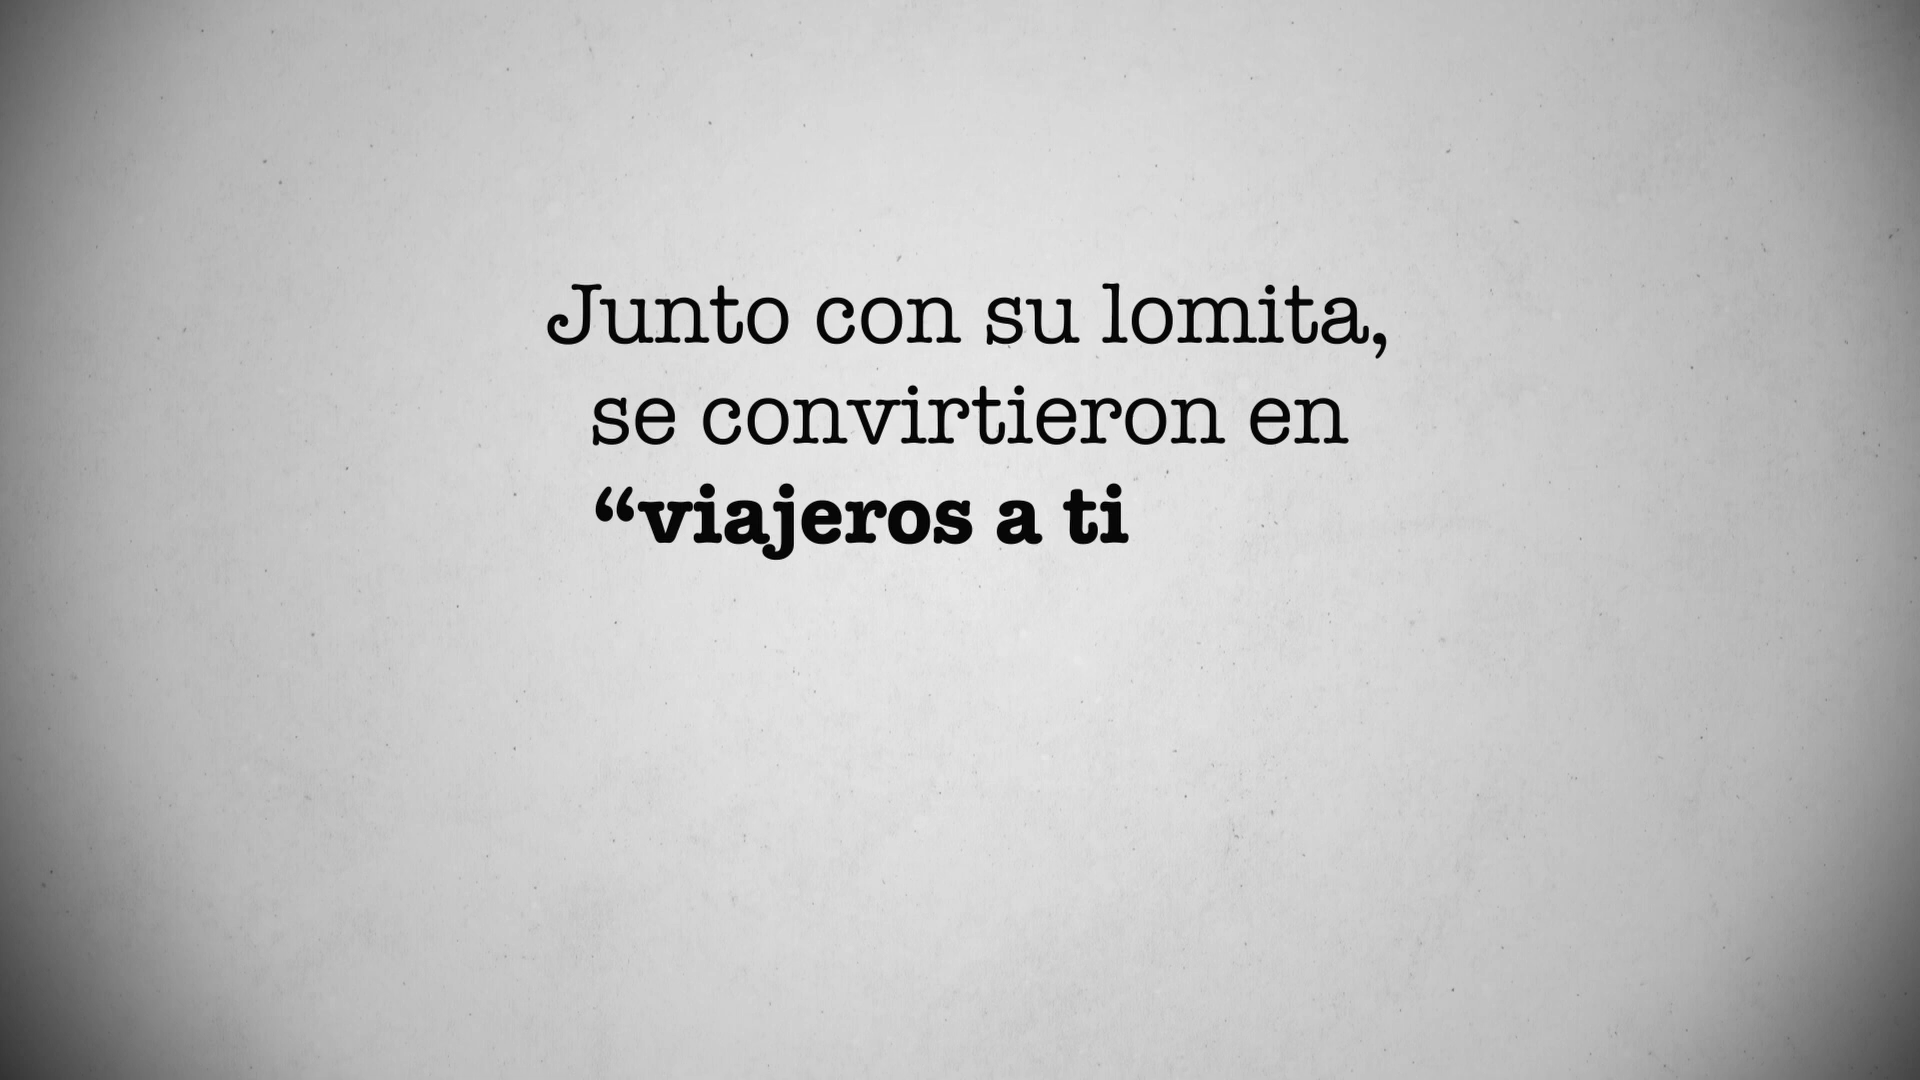 Junto con su lomita,
se convirtieron en
“viajeros a ti